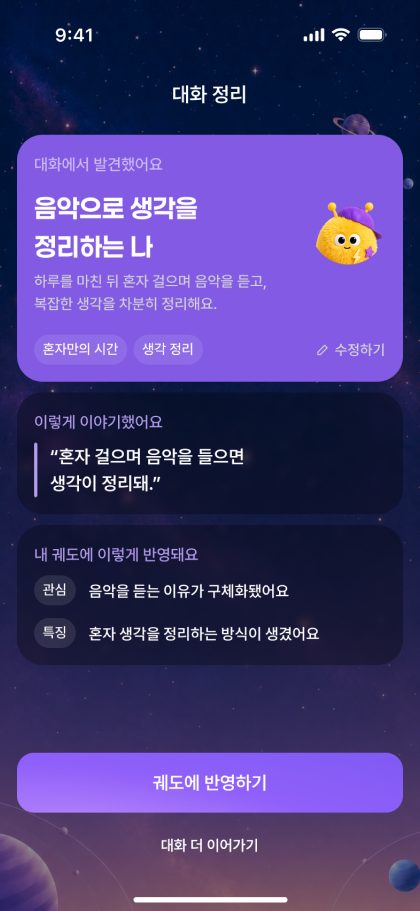 9:41
대화 정리
대화에서 발견했어요
음악으로 생각을
정리하는 나
하루를 마친 뒤 혼자 걸으며 음악을 듣고,
복잡한 생각을 차분히 정리해요.
혼자만의 시간 생각 정리 수정하기
이렇게 이야기했어요
“혼자 걸으며 음악을 들으면
생각이 정리돼.”
내 궤도에 이렇게 반영돼요
관심 음악을 듣는 이유가 구체화됐어요
특징 혼자 생각을 정리하는 방식이 생겼어요
궤도에 반영하기
대화 더 이어가기